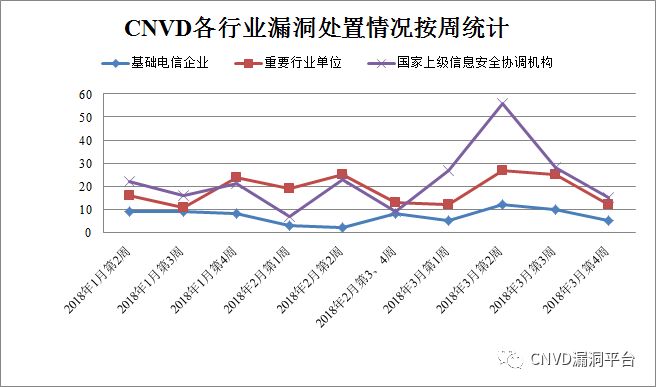 CNVD各行业漏洞处置情况按周统计
基础电信企业 重要行业单位 国家上级信息安全协调机构
60
50
40
30
20
10
0
2018年1月第2周
2018年1月第3周
2018年1月第4周
2018年2月第1周
2018年2月第2周
2018年2月第3、4周
2018年3月第1周
2018年3月第2周
2018年3月第3周
2018年3月第4周
CNVD漏洞平台